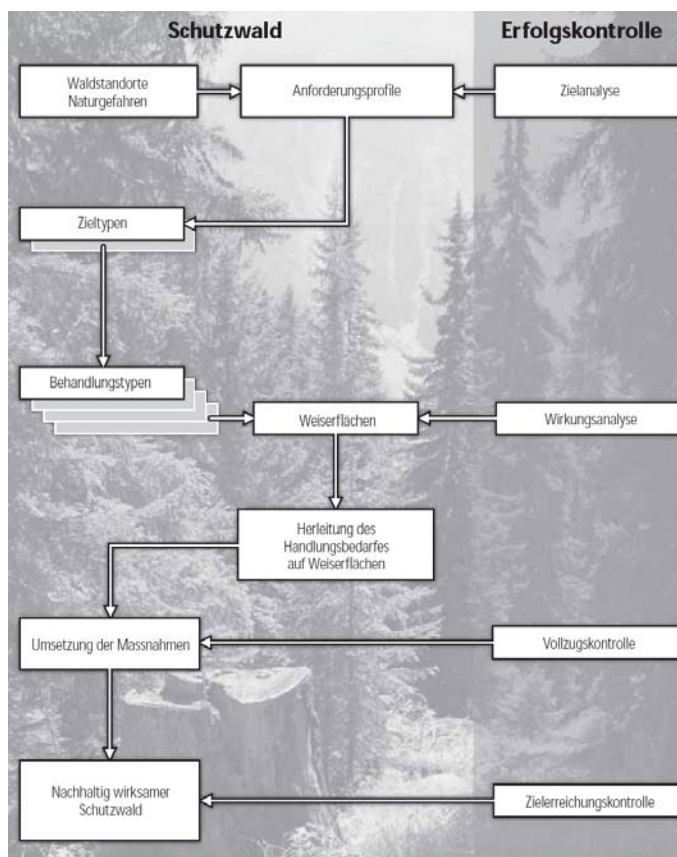 Schutzwald
Erfolgskontrolle
Waldstandorte
Naturgefahren
Anforderungsprofile
Zielanalyse
Zieltypen
Behandlungstypen
Weiserflächen
Wirkungsanalyse
Herleitung des
Handlungsbedarfes
auf Weiserflächen
Umsetzung der Massnahmen
Vollzugskontrolle
Nachhaltig wirksamer
Schutzwald
Zielerreichungskontrolle